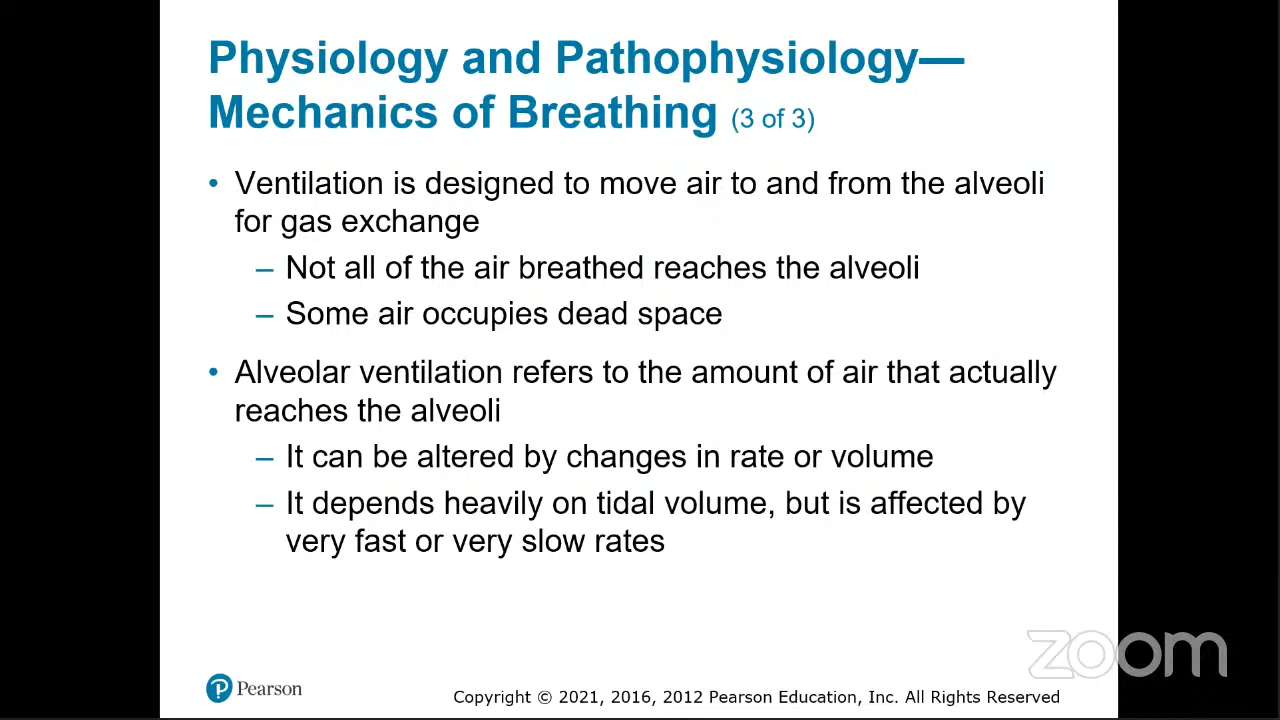 Physiology and Pathophysiology—
Mechanics of Breathing (3 of 3)
• Ventilation is designed to move air to and from the alveoli
for gas exchange
– Not all of the air breathed reaches the alveoli
– Some air occupies dead space
• Alveolar ventilation refers to the amount of air that actually
reaches the alveoli
– It can be altered by changes in rate or volume
– It depends heavily on tidal volume, but is affected by
very fast or very slow rates
zoom
Pearson
Copyright © 2021, 2016, 2012 Pearson Education, Inc. All Rights Reserved